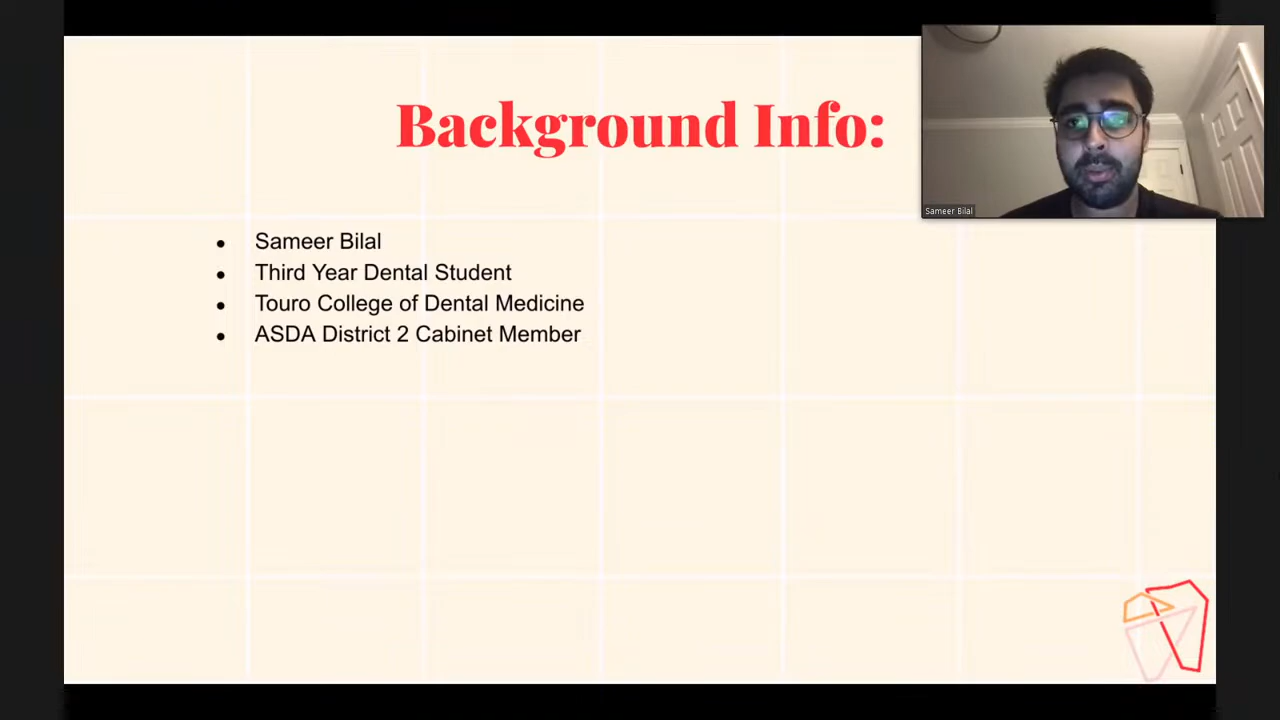 Background Info:
Sameer Bilal
● Sameer Bilal
● Third Year Dental Student
● Touro College of Dental Medicine
● ASDA District 2 Cabinet Member